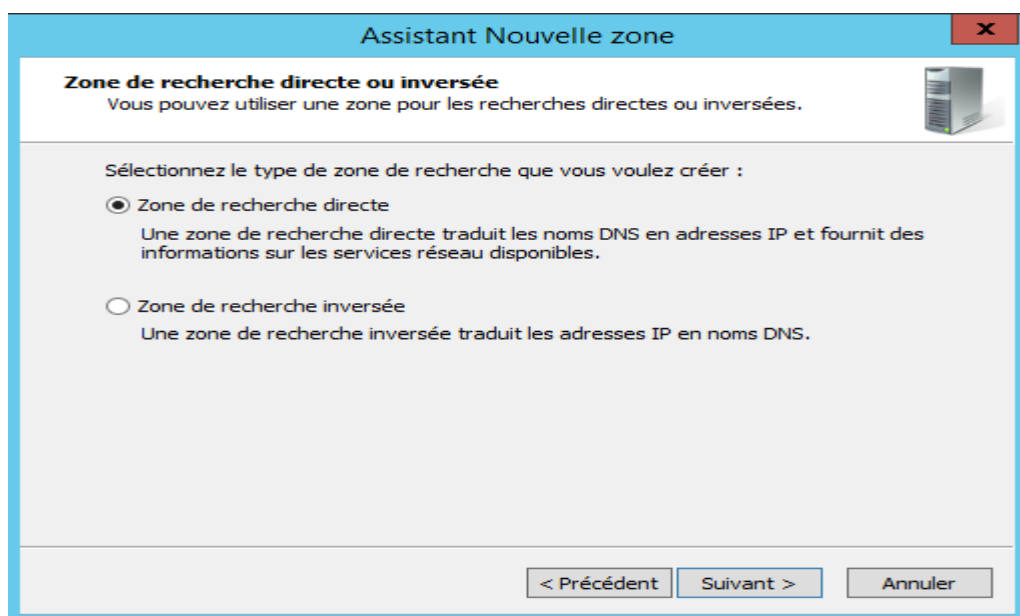 Assistant Nouvelle zone
x
Zone de recherche directe ou inversée
Vous pouvez utiliser une zone pour les recherches directes ou inversées.
Sélectionnez le type de zone de recherche que vous voulez créer :
Zone de recherche directe
Une zone de recherche directe traduit les noms DNS en adresses IP et fournit des
informations sur les services réseau disponibles.
Zone de recherche inversée
Une zone de recherche inversée traduit les adresses IP en noms DNS.
< Précédent Suivant > Annuler